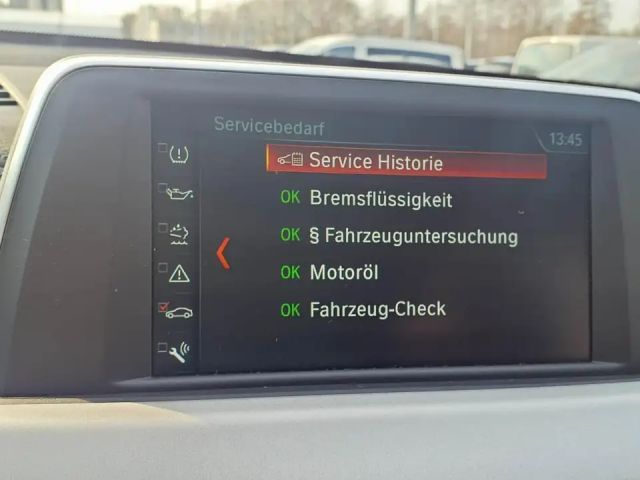 Servicebedarf
13:45
Service Historie
OK Bremsflüssigkeit
OK § Fahrzeuguntersuchung
OK Motoröl
OK Fahrzeug-Check